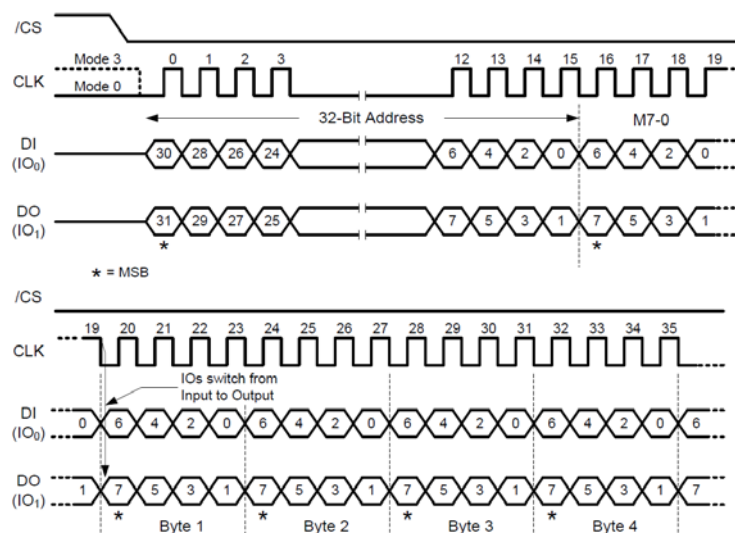 /CS
Mode 3 0 1 2 3 12 13 14 15 16 17 18 19
CLK
Mode 0
32-Bit Address M7-0
DI
(IO0) 30 28 26 24 6 4 2 0 6 4 2 0
DO
(IO1) 31 29 27 25 7 5 3 1 7 5 3 1
* *
* = MSB
/CS
19 20 21 22 23 24 25 26 27 28 29 30 31 32 33 34 35
CLK
IOs switch from
Input to Output
DI
(IO0) 0 6 4 2 0 6 4 2 0 6 4 2 0 6 4 2 0 6
DO
(IO1) 1 7 5 3 1 7 5 3 1 7 5 3 1 7 5 3 1 7
* * * *
Byte 1 Byte 2 Byte 3 Byte 4